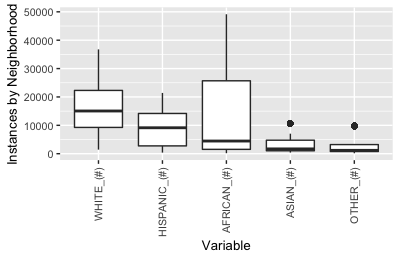 Instances by Neighborhood
50000
40000
30000
20000
10000
0
WHITE_(#)
HISPANIC_(#)
AFRICAN_(#)
ASIAN_(#)
OTHER_(#)
Variable